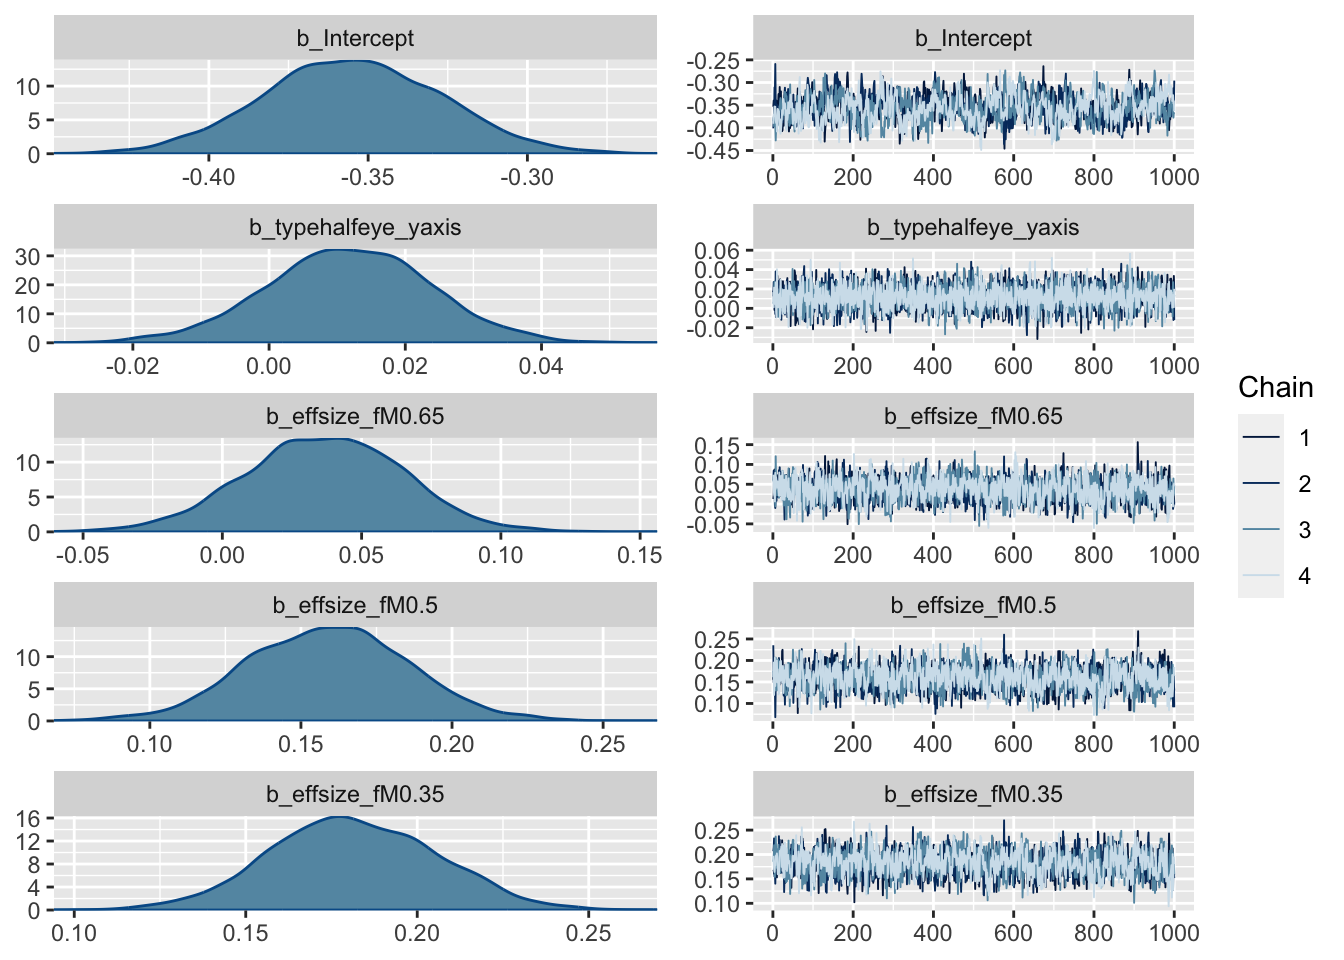 b_Intercept
10
5
0
-0.40 -0.35 -0.30
b_Intercept
-0.25
-0.30
-0.35
-0.40
-0.45
0 200 400 600 800 1000
b_typehalfeye_yaxis
30
20
10
0
-0.02 0.00 0.02 0.04
b_typehalfeye_yaxis
0.06
0.04
0.02
0.00
-0.02
0 200 400 600 800 1000
b_effsize_fM0.65
10
5
0
-0.05 0.00 0.05 0.10 0.15
b_effsize_fM0.65
0.15
0.10
0.05
0.00
-0.05
0 200 400 600 800 1000
b_effsize_fM0.5
10
5
0
0.10 0.15 0.20 0.25
b_effsize_fM0.5
0.25
0.20
0.15
0.10
0 200 400 600 800 1000
b_effsize_fM0.35
16
12
8
4
0
0.10 0.15 0.20 0.25
b_effsize_fM0.35
0.25
0.20
0.15
0.10
0 200 400 600 800 1000
Chain
1
2
3
4